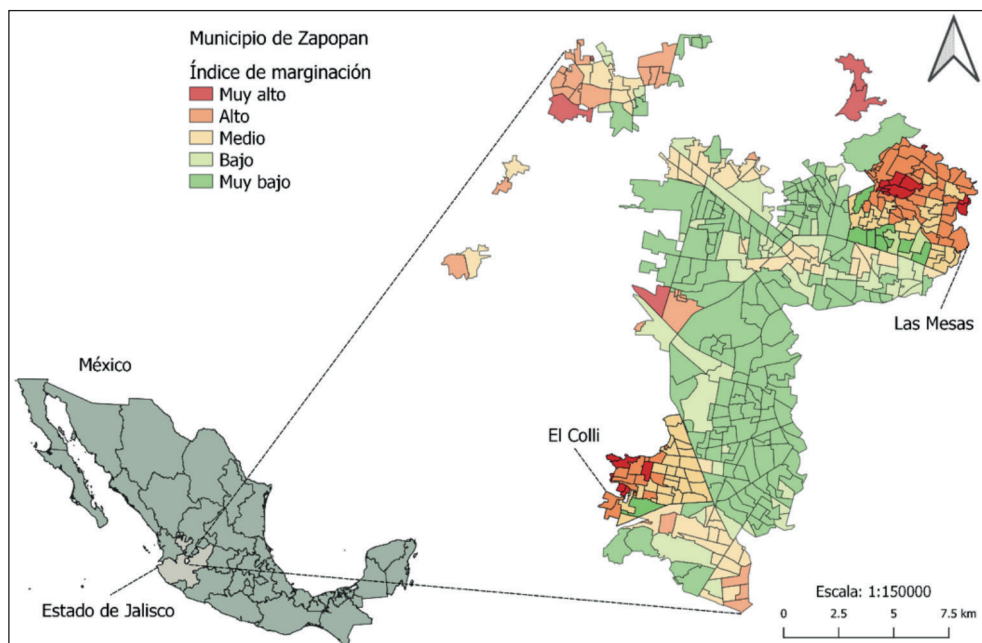 Municipio de Zapopan
Índice de marginación
Muy alto
Alto
Medio
Bajo
Muy bajo
Las Mesas
México
El Colli
Estado de Jalisco
Escala: 1:150000
0 2.5 5 7.5 km